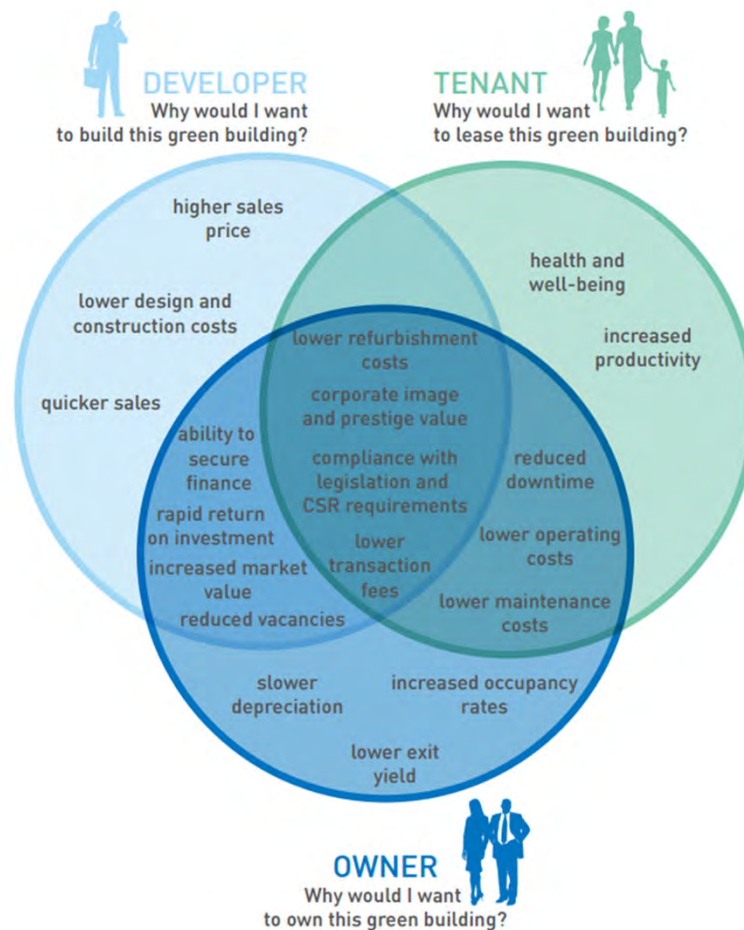 DEVELOPER
Why would I want
to build this green building?
TENANT
Why would I want
to lease this green building?
higher sales
price
lower design and
construction costs
quicker sales
health and
well-being
increased
productivity
lower refurbishment
costs
corporate image
and prestige value
compliance with
legislation and
CSR requirements
lower
transaction
fees
ability to
secure
finance
rapid return
on investment
increased market
value
reduced vacancies
reduced
downtime
lower operating
costs
lower maintenance
costs
slower
depreciation
increased occupancy
rates
lower exit
yield
OWNER
Why would I want
to own this green building?